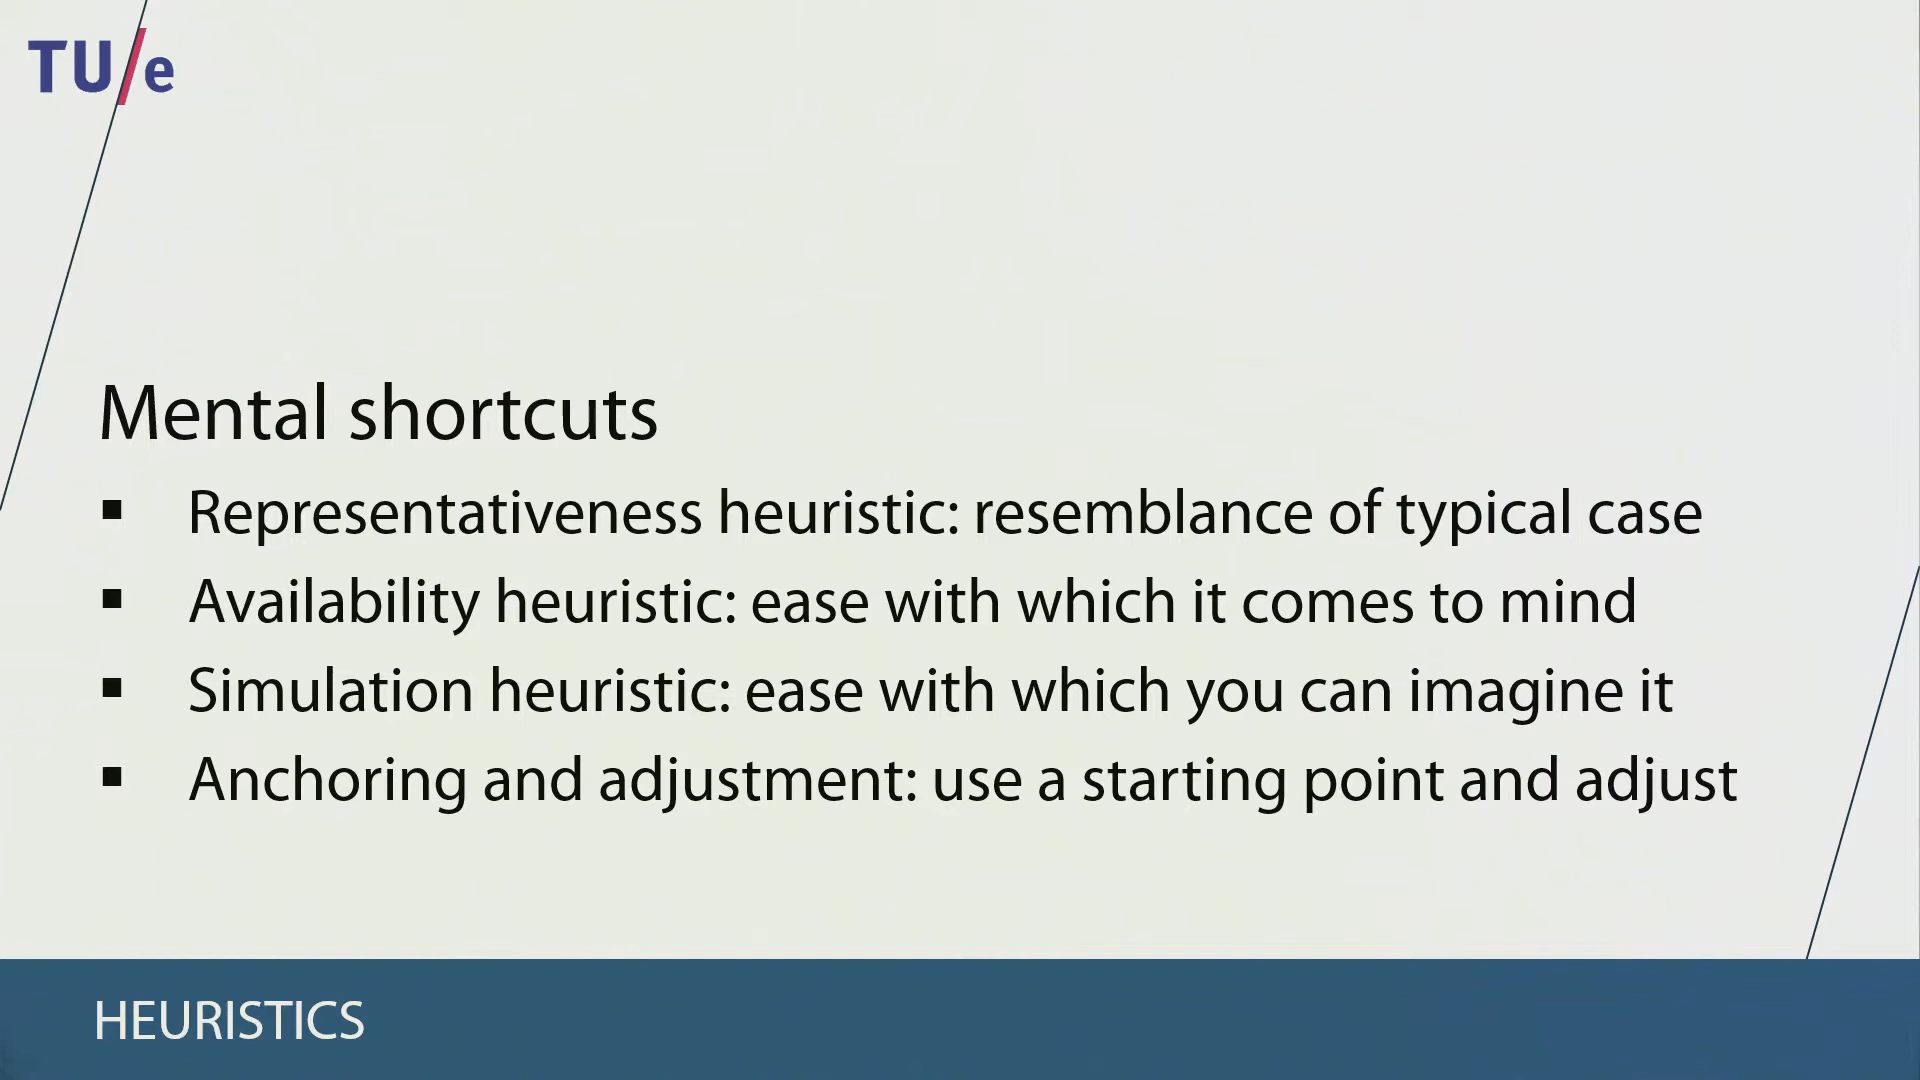 TU/e
Mental shortcuts
▪ Representativeness heuristic: resemblance of typical case
▪ Availability heuristic: ease with which it comes to mind
▪ Simulation heuristic: ease with which you can imagine it
▪ Anchoring and adjustment: use a starting point and adjust
HEURISTICS